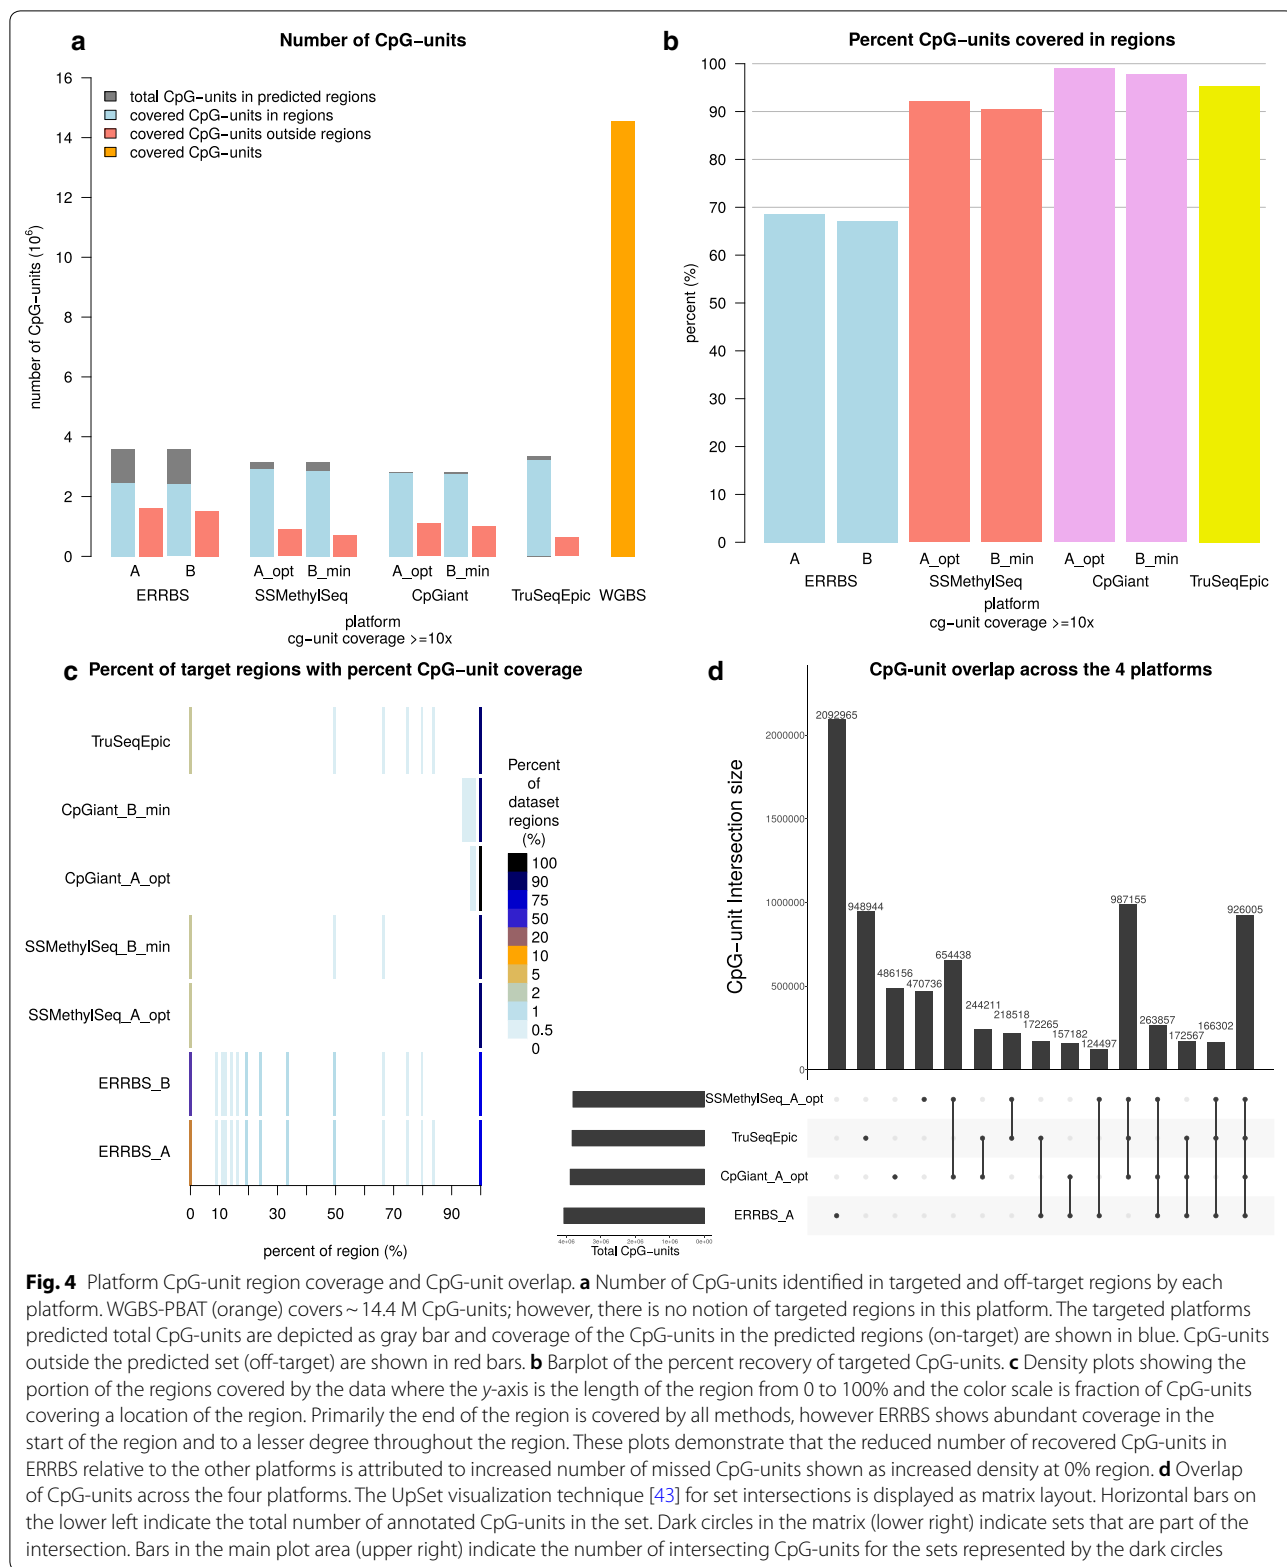 a
Number of CpG–units
16
14
12
10
8
6
4
2
0
number of CpG–units (10⁶)
total CpG–units in predicted regions
covered CpG–units in regions
covered CpG–units outside regions
covered CpG–units
A B A_opt B_min A_opt B_min
ERRBS SSMethylSeq CpGiant TruSeqEpic WGBS
platform
cg–unit coverage >=10x
b
Percent CpG–units covered in regions
100
90
80
70
60
50
40
30
20
10
0
percent (%)
A B A_opt B_min A_opt B_min
ERRBS SSMethylSeq CpGiant TruSeqEpic
platform
cg–unit coverage >=10x
c Percent of target regions with percent CpG–unit coverage
TruSeqEpic
CpGiant_B_min
CpGiant_A_opt
SSMethylSeq_B_min
SSMethylSeq_A_opt
ERRBS_B
ERRBS_A
0 10 30 50 70 90
percent of region (%)
Percent
of
dataset
regions
(%)
100
90
75
50
20
10
5
2
1
0.5
0
d
CpG-unit overlap across the 4 platforms
CpG-unit Intersection size
2000000
1500000
1000000
500000
0
2092965
948944
486156
470736
654438
244211
218518
172265
157182
124497
987155
263857
172567
166302
926005
SSMethylSeq_A_opt
TruSeqEpic
CpGiant_A_opt
ERRBS_A
4e+06 3e+06 2e+06 1e+06 0e+00
Total CpG-units
Fig. 4 Platform CpG-unit region coverage and CpG-unit overlap. a Number of CpG-units identified in targeted and off-target regions by each
platform. WGBS-PBAT (orange) covers ~ 14.4 M CpG-units; however, there is no notion of targeted regions in this platform. The targeted platforms
predicted total CpG-units are depicted as gray bar and coverage of the CpG-units in the predicted regions (on-target) are shown in blue. CpG-units
outside the predicted set (off-target) are shown in red bars. b Barplot of the percent recovery of targeted CpG-units. c Density plots showing the
portion of the regions covered by the data where the y-axis is the length of the region from 0 to 100% and the color scale is fraction of CpG-units
covering a location of the region. Primarily the end of the region is covered by all methods, however ERRBS shows abundant coverage in the
start of the region and to a lesser degree throughout the region. These plots demonstrate that the reduced number of recovered CpG-units in
ERRBS relative to the other platforms is attributed to increased number of missed CpG-units shown as increased density at 0% region. d Overlap
of CpG-units across the four platforms. The UpSet visualization technique [43] for set intersections is displayed as matrix layout. Horizontal bars on
the lower left indicate the total number of annotated CpG-units in the set. Dark circles in the matrix (lower right) indicate sets that are part of the
intersection. Bars in the main plot area (upper right) indicate the number of intersecting CpG-units for the sets represented by the dark circles